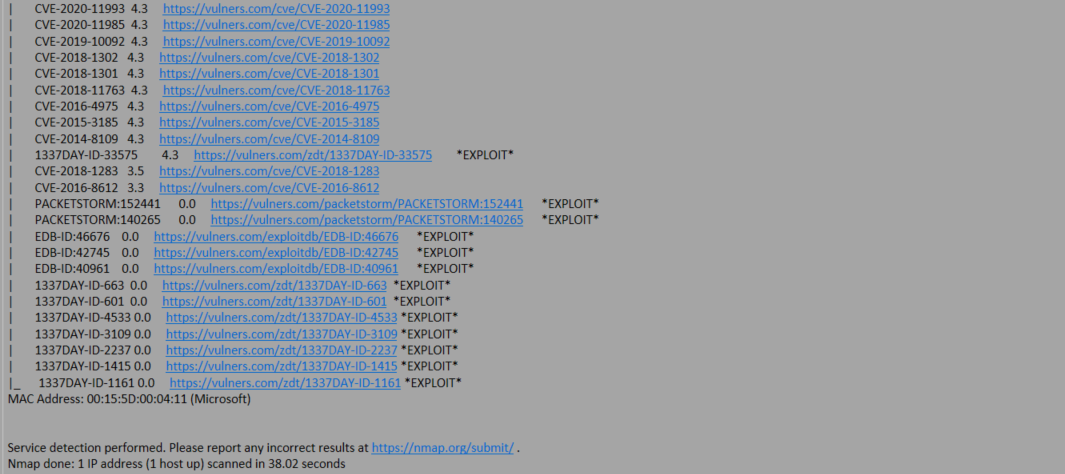 | CVE-2020-11993 4.3 https://vulners.com/cve/CVE-2020-11993
| CVE-2020-11985 4.3 https://vulners.com/cve/CVE-2020-11985
| CVE-2019-10092 4.3 https://vulners.com/cve/CVE-2019-10092
| CVE-2018-1302 4.3 https://vulners.com/cve/CVE-2018-1302
| CVE-2018-1301 4.3 https://vulners.com/cve/CVE-2018-1301
| CVE-2018-11763 4.3 https://vulners.com/cve/CVE-2018-11763
| CVE-2016-4975 4.3 https://vulners.com/cve/CVE-2016-4975
| CVE-2015-3185 4.3 https://vulners.com/cve/CVE-2015-3185
| CVE-2014-8109 4.3 https://vulners.com/cve/CVE-2014-8109
| 1337DAY-ID-33575 4.3 https://vulners.com/zdt/1337DAY-ID-33575 *EXPLOIT*
| CVE-2018-1283 3.5 https://vulners.com/cve/CVE-2018-1283
| CVE-2016-8612 3.3 https://vulners.com/cve/CVE-2016-8612
| PACKETSTORM:152441 0.0 https://vulners.com/packetstorm/PACKETSTORM:152441 *EXPLOIT*
| PACKETSTORM:140265 0.0 https://vulners.com/packetstorm/PACKETSTORM:140265 *EXPLOIT*
| EDB-ID:46676 0.0 https://vulners.com/exploitdb/EDB-ID:46676 *EXPLOIT*
| EDB-ID:42745 0.0 https://vulners.com/exploitdb/EDB-ID:42745 *EXPLOIT*
| EDB-ID:40961 0.0 https://vulners.com/exploitdb/EDB-ID:40961 *EXPLOIT*
| 1337DAY-ID-663 0.0 https://vulners.com/zdt/1337DAY-ID-663 *EXPLOIT*
| 1337DAY-ID-601 0.0 https://vulners.com/zdt/1337DAY-ID-601 *EXPLOIT*
| 1337DAY-ID-4533 0.0 https://vulners.com/zdt/1337DAY-ID-4533 *EXPLOIT*
| 1337DAY-ID-3109 0.0 https://vulners.com/zdt/1337DAY-ID-3109 *EXPLOIT*
| 1337DAY-ID-2237 0.0 https://vulners.com/zdt/1337DAY-ID-2237 *EXPLOIT*
| 1337DAY-ID-1415 0.0 https://vulners.com/zdt/1337DAY-ID-1415 *EXPLOIT*
|_ 1337DAY-ID-1161 0.0 https://vulners.com/zdt/1337DAY-ID-1161 *EXPLOIT*
MAC Address: 00:15:5D:00:04:11 (Microsoft)
Service detection performed. Please report any incorrect results at https://nmap.org/submit/ .
Nmap done: 1 IP address (1 host up) scanned in 38.02 seconds